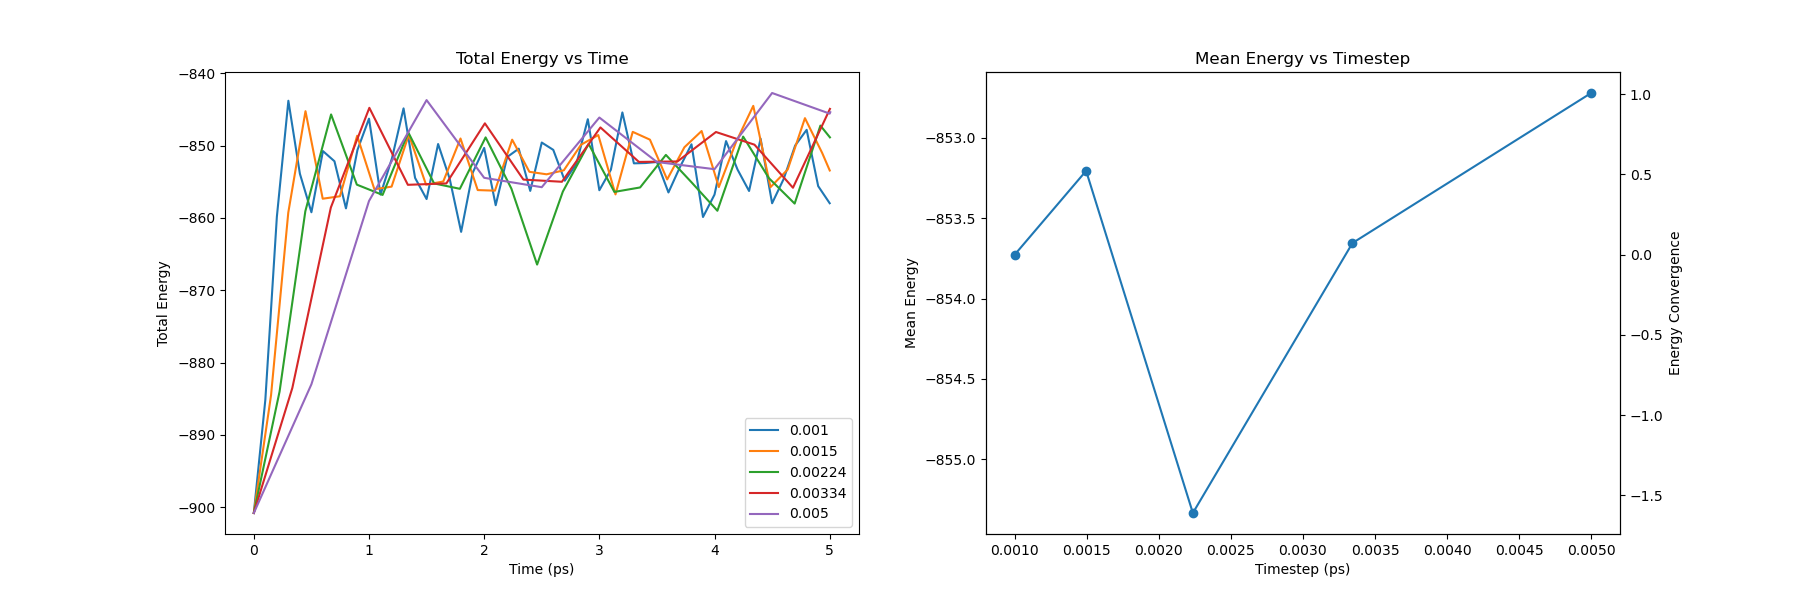 Total Energy vs Time
Total Energy
−840
−850
−860
−870
−880
−890
−900
0 1 2 3 4 5
Time (ps)
0.001
0.0015
0.00224
0.00334
0.005
Mean Energy vs Timestep
Mean Energy
−853.0
−853.5
−854.0
−854.5
−855.0
0.0010 0.0015 0.0020 0.0025 0.0030 0.0035 0.0040 0.0045 0.0050
Timestep (ps)
1.0
0.5
0.0
−0.5
−1.0
−1.5
Energy Convergence